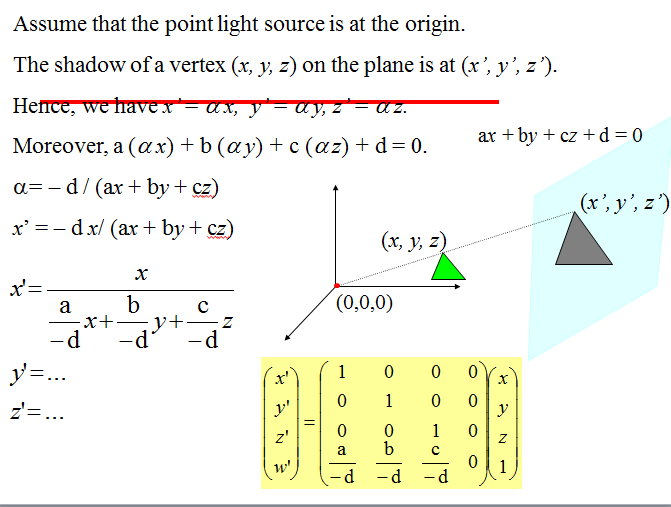 Assume that the point light source is at the origin.
The shadow of a vertex (x, y, z) on the plane is at (x’, y’, z’).
Hence, we have x’= αx, y’= αy, z’= αz.
Moreover, a (αx) + b (αy) + c (αz) + d = 0.
ax + by + cz + d = 0
α= – d / (ax + by + cz)
x’ = – d x/ (ax + by + cz)
(x’, y’, z’)
(x, y, z)
(0,0,0)
x'= x / (a/−d x + b/−d y + c/−d z)
y'=...
z'=...
x' 1 0 0 0 x
y' 0 1 0 0 y
z' = 0 0 1 0 z
w' a/−d b/−d c/−d 0 1